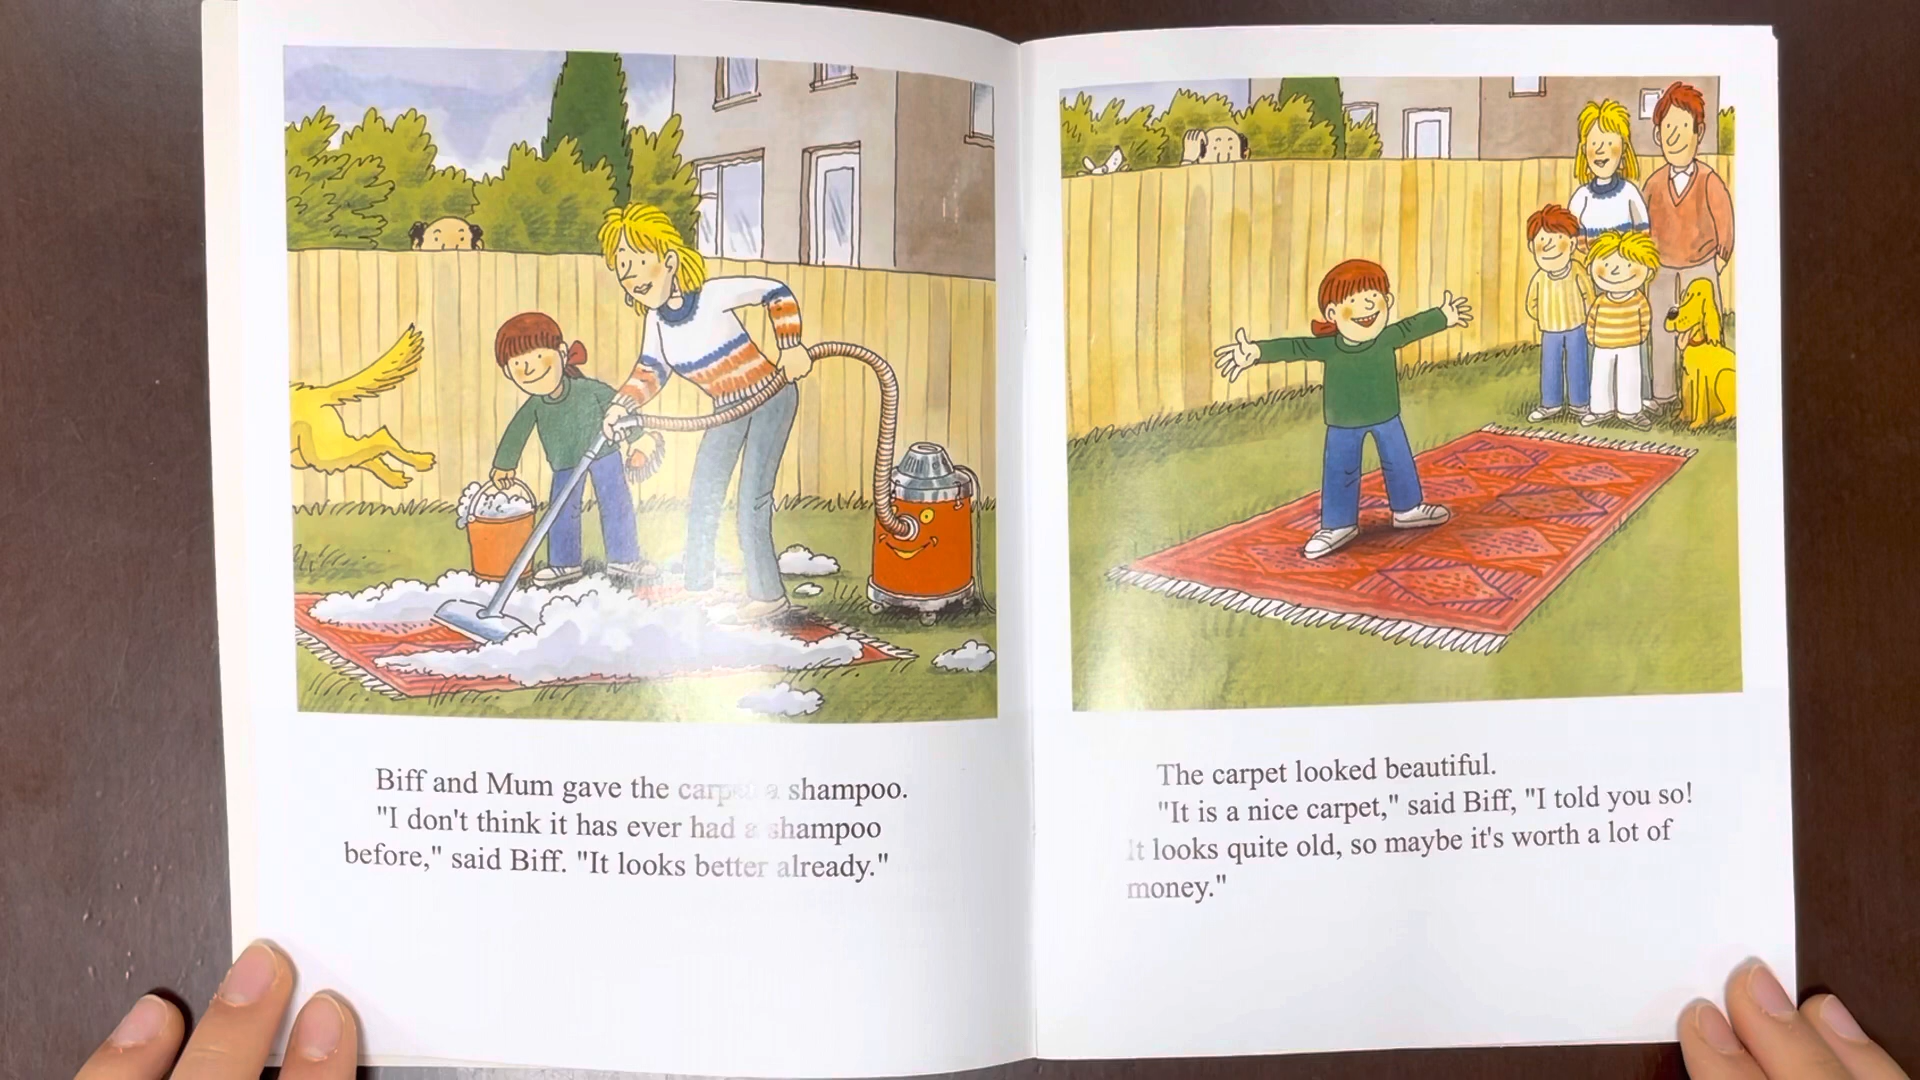 Biff and Mum gave the carpet a shampoo.
"I don't think it has ever had a shampoo
before," said Biff. "It looks better already."
The carpet looked beautiful.
"It is a nice carpet," said Biff, "I told you so!
It looks quite old, so maybe it's worth a lot of
money."